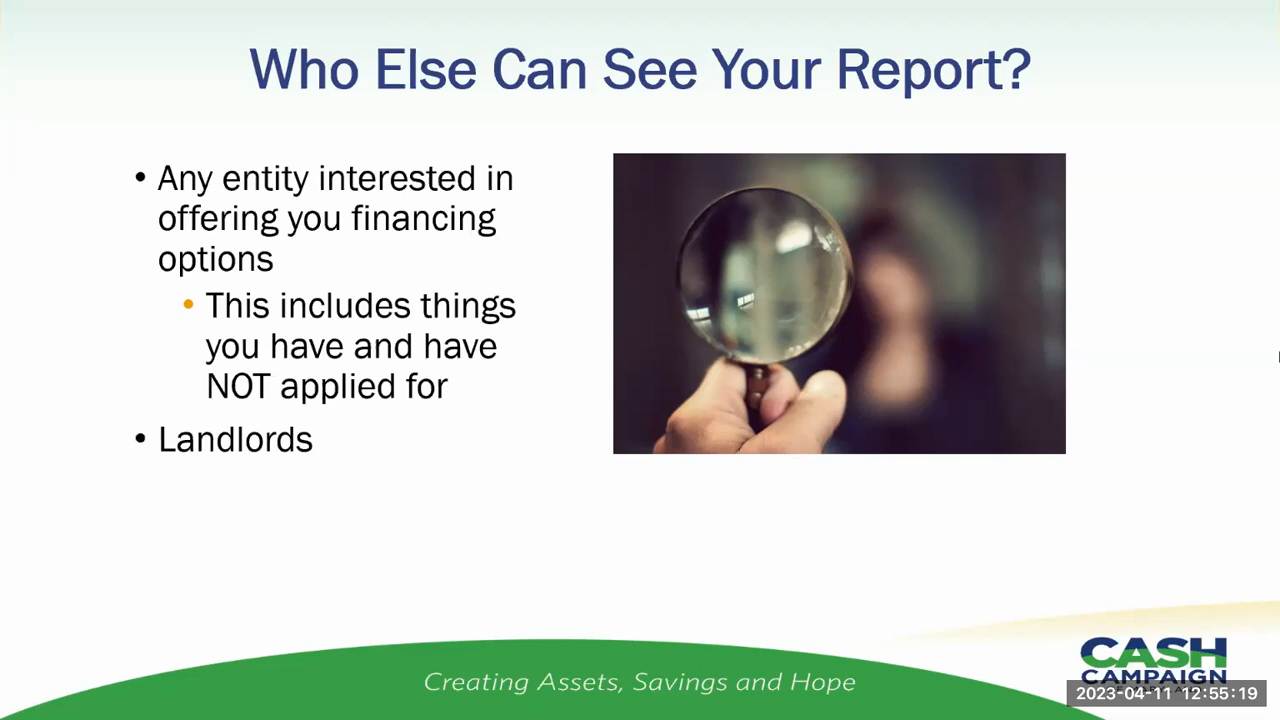 Who Else Can See Your Report?
• Any entity interested in
offering you financing
options
• This includes things
you have and have
NOT applied for
• Landlords
Creating Assets, Savings and Hope
CASH
CAMPAIGN
2023-04-11 12:55:19